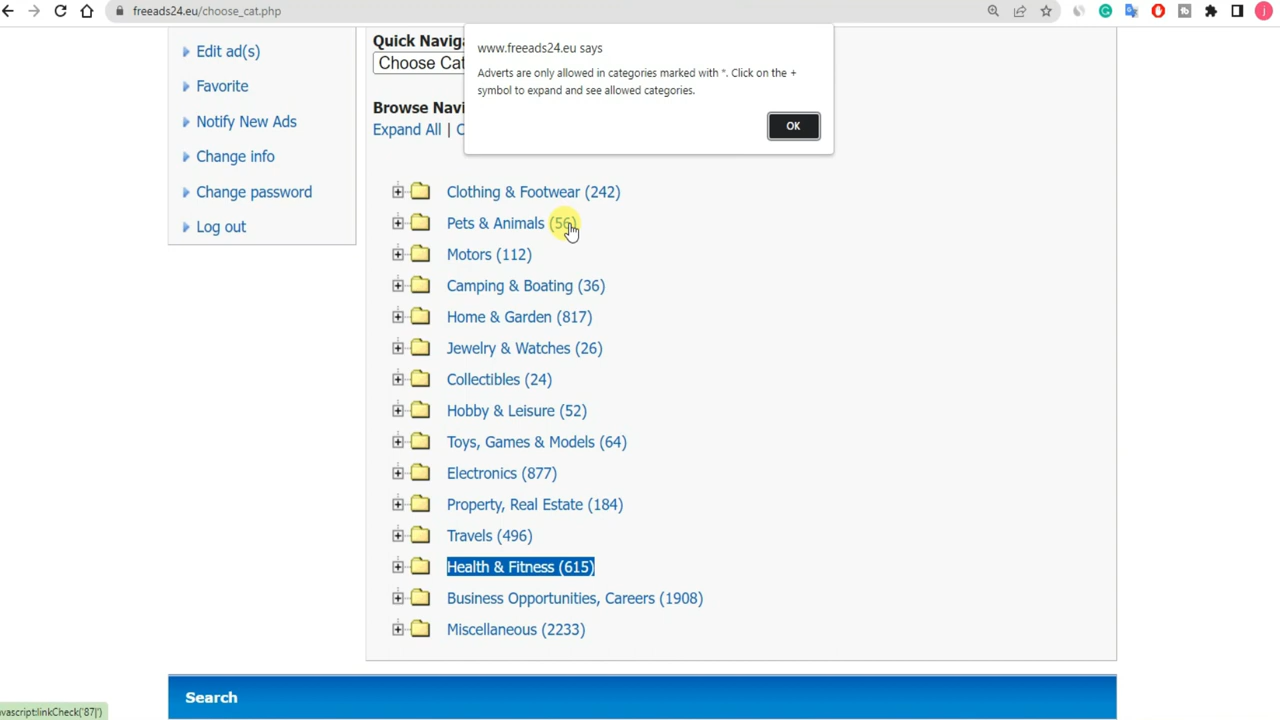 freeads24.eu/choose_cat.php
www.freeads24.eu says
Adverts are only allowed in categories marked with *. Click on the +
symbol to expand and see allowed categories.
OK
Edit ad(s)
Favorite
Notify New Ads
Change info
Change password
Log out
Quick
Choose
Browse
Expand All |
Clothing & Footwear (242)
Pets & Animals (56)
Motors (112)
Camping & Boating (36)
Home & Garden (817)
Jewelry & Watches (26)
Collectibles (24)
Hobby & Leisure (52)
Toys, Games & Models (64)
Electronics (877)
Property, Real Estate (184)
Travels (496)
Health & Fitness (615)
Business Opportunities, Careers (1908)
Miscellaneous (2233)
Search
avascript:linkCheck('87|')